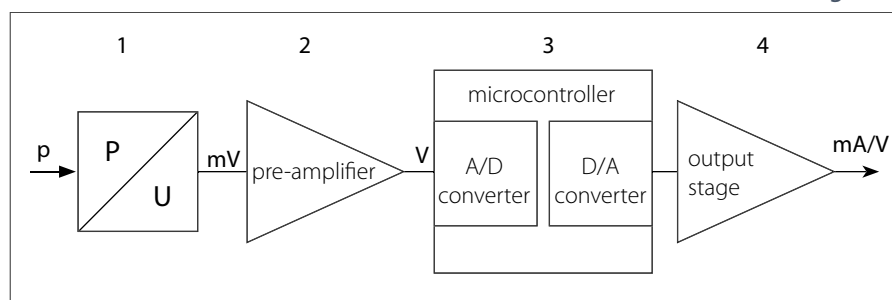 1 2 3 4
microcontroller
p P U mV pre-amplifier V A/D converter D/A converter output stage mA/V